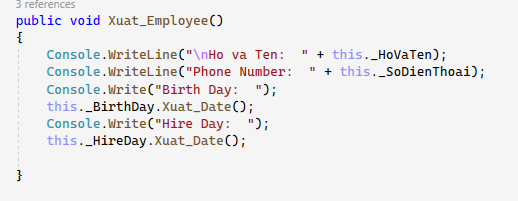 3 references
public void Xuat_Employee()
{
Console.WriteLine("\nHo va Ten:  " + this._HoVaTen);
Console.WriteLine("Phone Number:  " + this._SoDienThoai);
Console.Write("Birth Day:  ");
this._BirthDay.Xuat_Date();
Console.Write("Hire Day:  ");
this._HireDay.Xuat_Date();
}